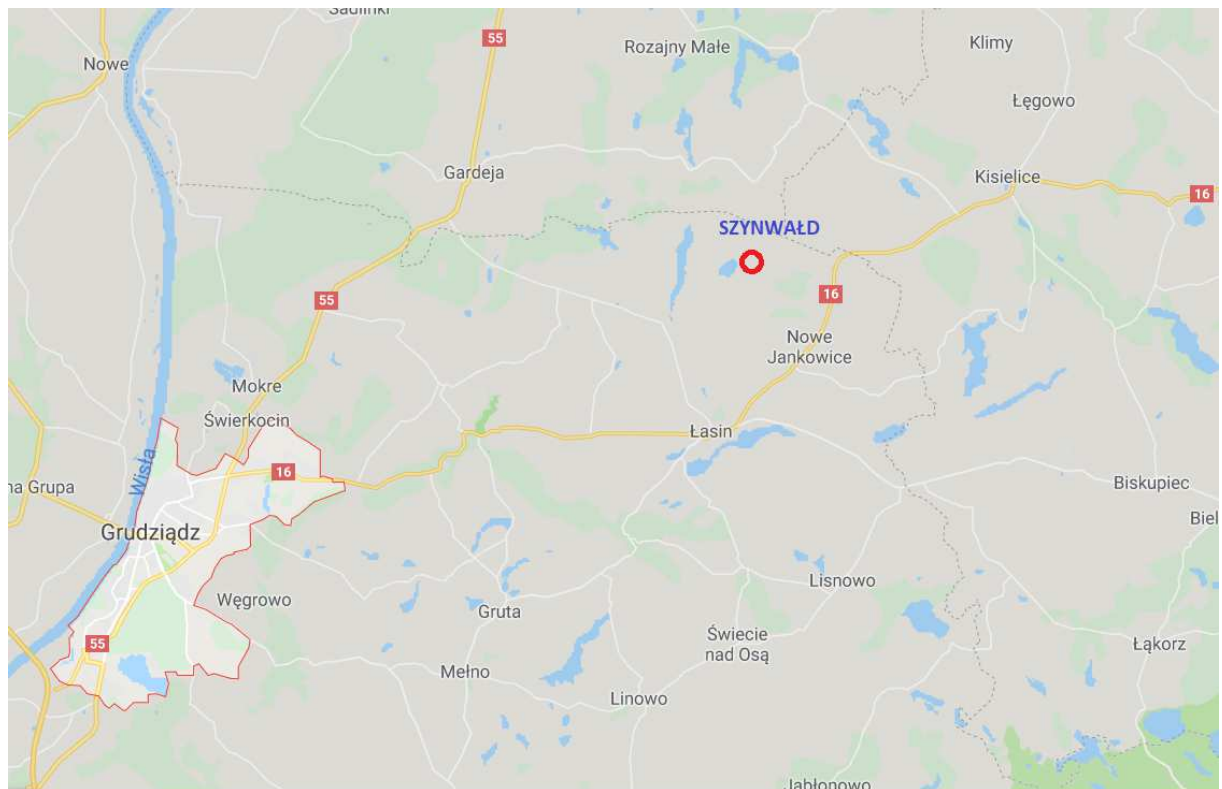 Sadlinki
55
Rozajny Małe
Klimy
Nowe
Łęgowo
Gardeja
Kisielice
16
SZYNWAŁD
55
16
Nowe
Jankowice
Mokre
Świerkocin
Łasin
Wisła
16
na Grupa
Biskupiec
Biel
Grudziądz
Lisnowo
Węgrowo
Gruta
55
Świecie
nad Osą
Łąkorz
Mełno
Linowo
Jabłonowo